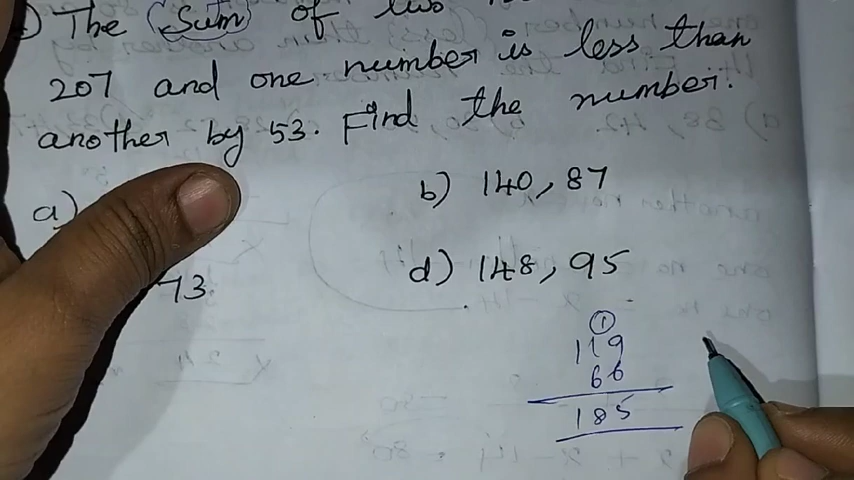 The (Sum) of two
207 and one number is less than
another by 53. Find the number.
a) b) 140, 87
73 d) 148, 95
1
119
66
185